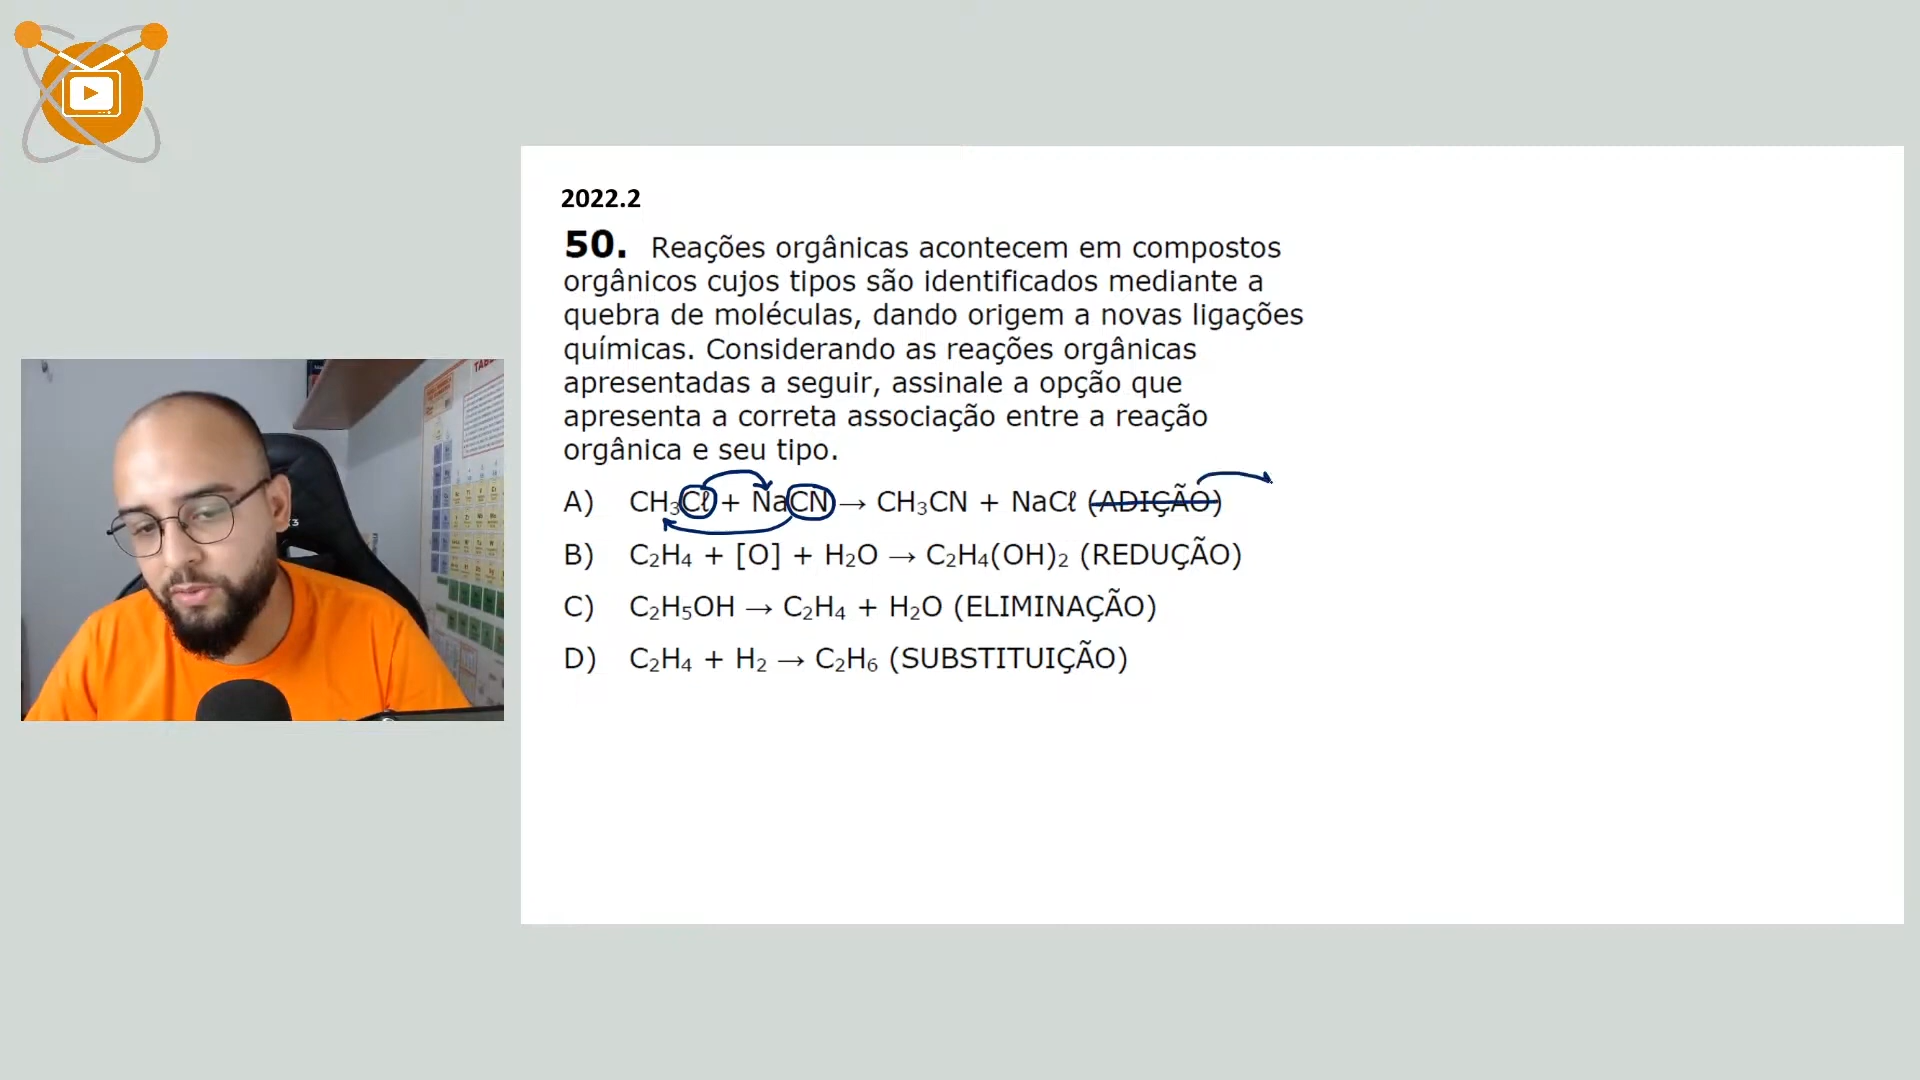 2022.2
50. Reações orgânicas acontecem em compostos
orgânicos cujos tipos são identificados mediante a
quebra de moléculas, dando origem a novas ligações
químicas. Considerando as reações orgânicas
apresentadas a seguir, assinale a opção que
apresenta a correta associação entre a reação
orgânica e seu tipo.
A) CH₃Cℓ + NaCN → CH₃CN + NaCℓ (ADIÇÃO)
B) C₂H₄ + [O] + H₂O → C₂H₄(OH)₂ (REDUÇÃO)
C) C₂H₅OH → C₂H₄ + H₂O (ELIMINAÇÃO)
D) C₂H₄ + H₂ → C₂H₆ (SUBSTITUIÇÃO)